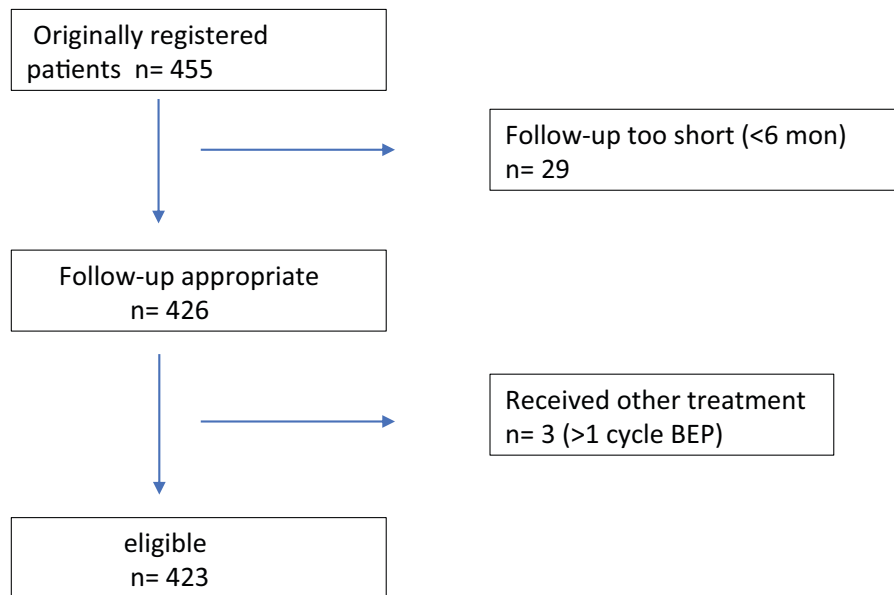 Originally registered
patients n= 455
Follow-up too short (<6 mon)
n= 29
Follow-up appropriate
n= 426
Received other treatment
n= 3 (>1 cycle BEP)
eligible
n= 423